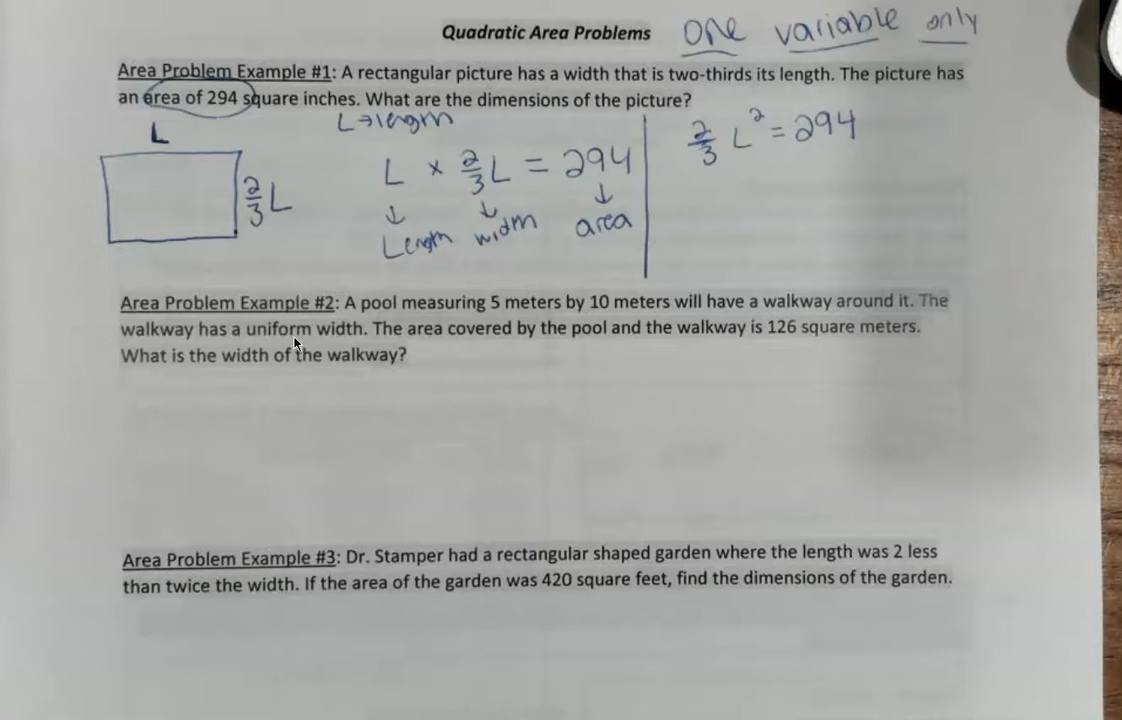 Quadratic Area Problems one variable only
Area Problem Example #1: A rectangular picture has a width that is two-thirds its length. The picture has
an area of 294 square inches. What are the dimensions of the picture?
L L→length
2/3 L L × 2/3 L = 294 2/3 L² = 294
↓ ↓ ↓
Length width area
Area Problem Example #2: A pool measuring 5 meters by 10 meters will have a walkway around it. The
walkway has a uniform width. The area covered by the pool and the walkway is 126 square meters.
What is the width of the walkway?
Area Problem Example #3: Dr. Stamper had a rectangular shaped garden where the length was 2 less
than twice the width. If the area of the garden was 420 square feet, find the dimensions of the garden.